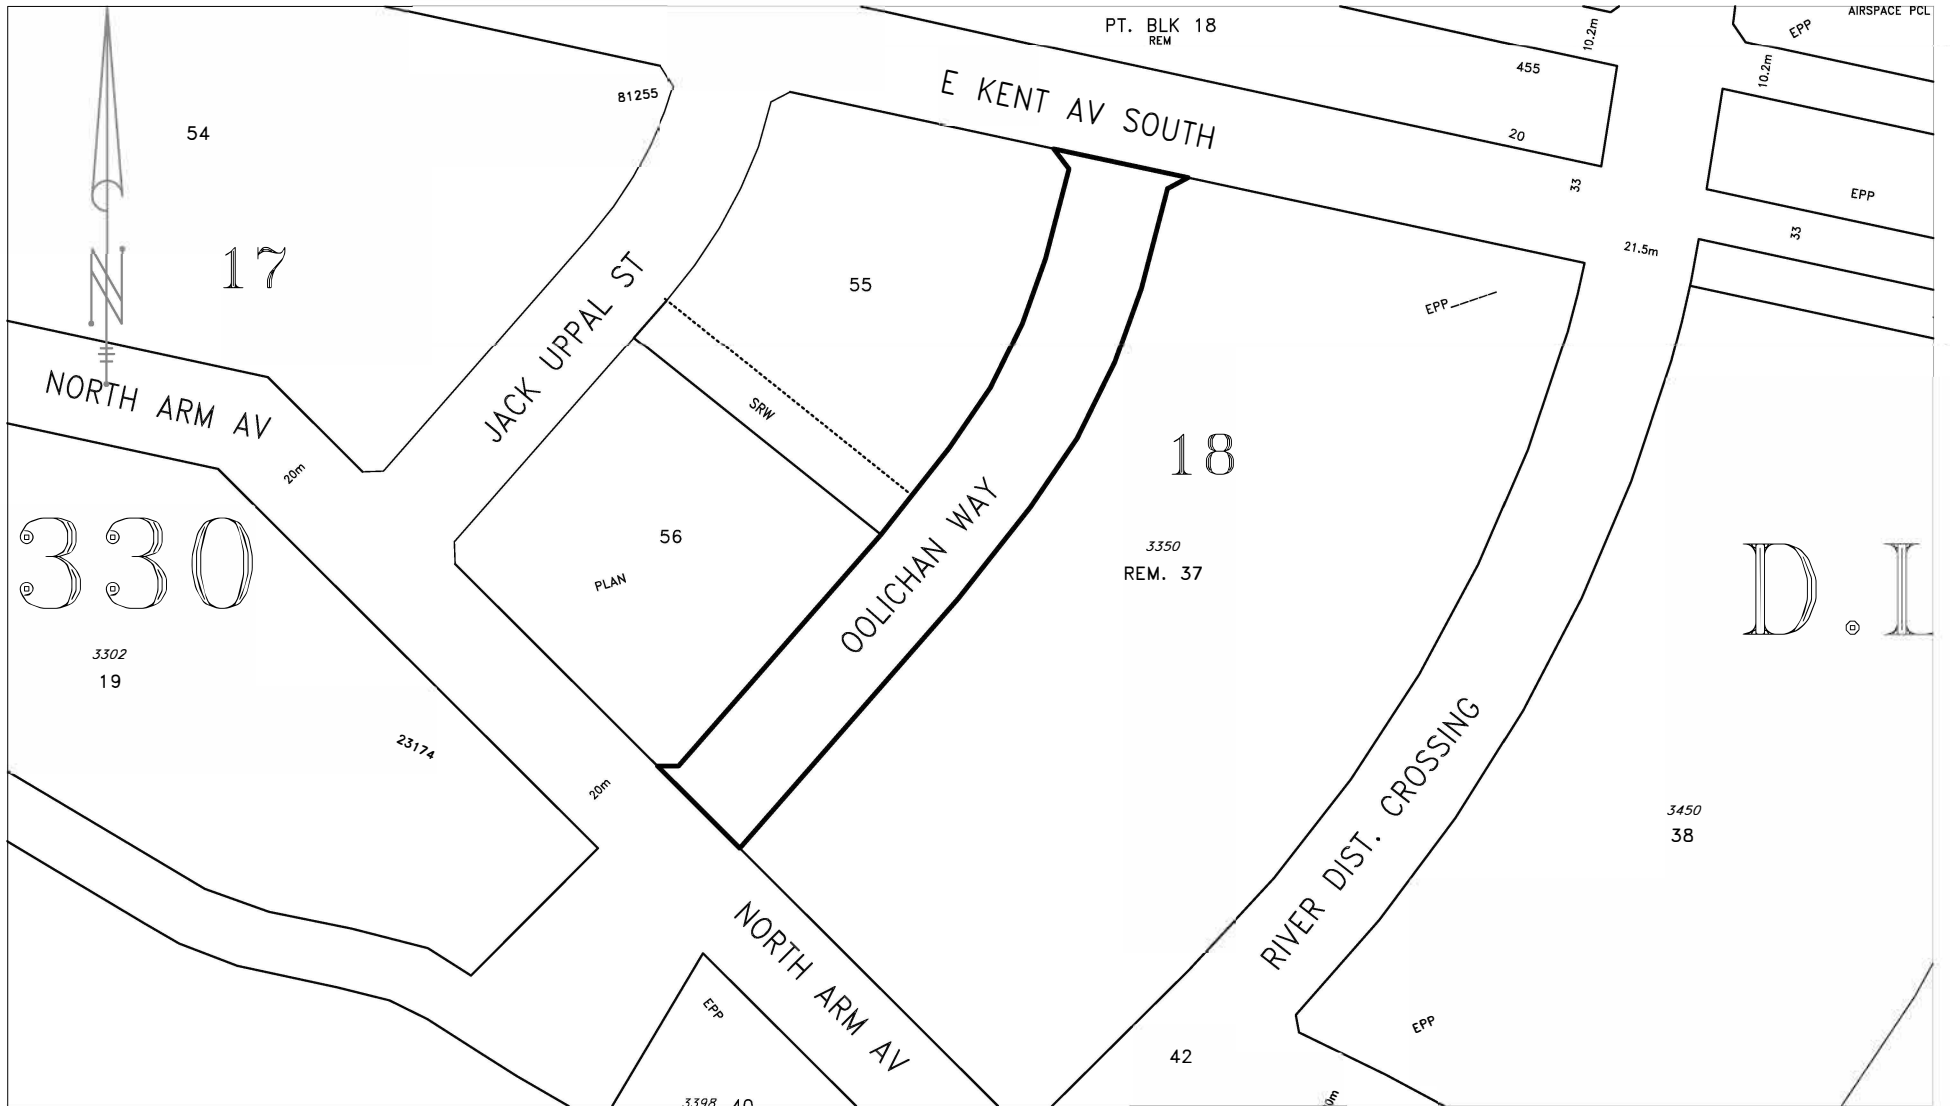 PT. BLK 18
REM
AIRSPACE PCL
EPP
10.2m
10.2m
455
81255
E KENT AV SOUTH
54
20
33
EPP
17
33
21.5m
55
EPP
JACK UPPAL ST
NORTH ARM AV
SRW
18
20m
OOLICHAN WAY
330
56
3350
REM. 37
PLAN
D.L
3302
19
23174
20m
RIVER DIST. CROSSING
3450
38
NORTH ARM AV
EPP
EPP
42
3398 40